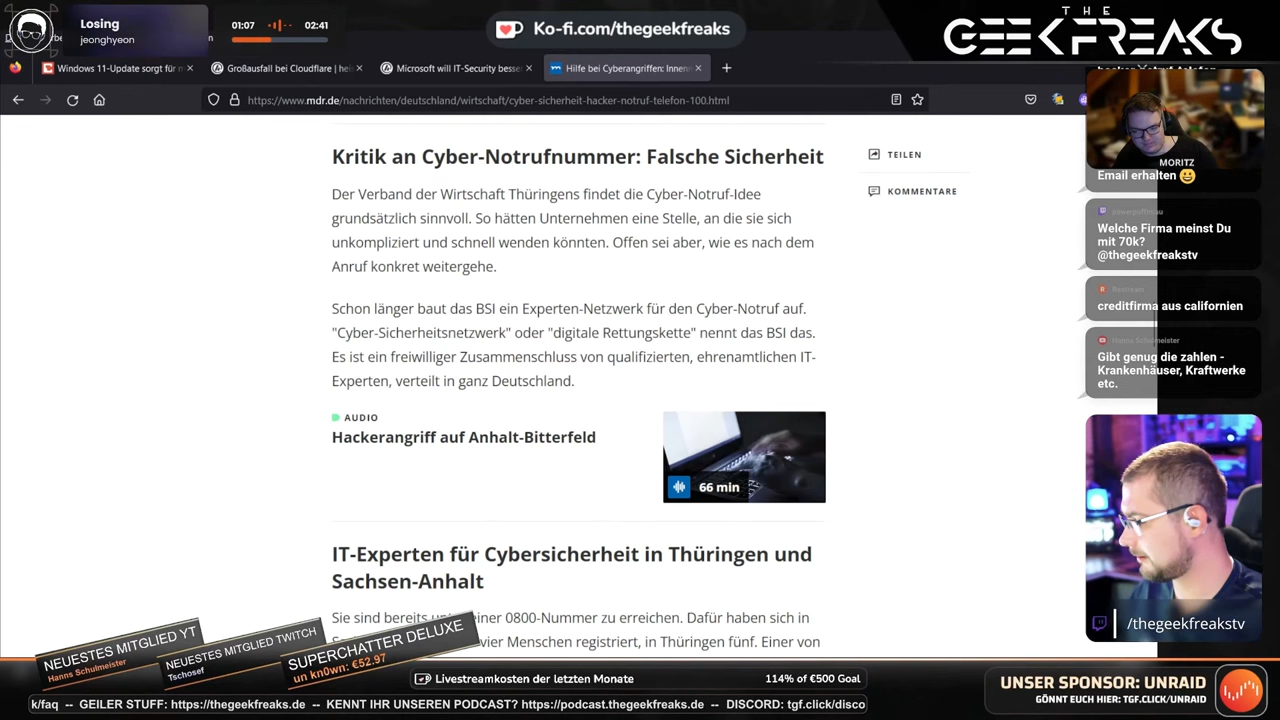 Losing
jeonghyeon
01:07
02:41
Ko-fi.com/thegeekfreaks
THE
GEEKFREAKS
Windows 11-Update sorgt für m
Großausfall bei Cloudflare | hei
Microsoft will IT-Security besser
Hilfe bei Cyberangriffen: Innen
https://www.mdr.de/nachrichten/deutschland/wirtschaft/cyber-sicherheit-hacker-notruf-telefon-100.html
Kritik an Cyber-Notrufnummer: Falsche Sicherheit
Der Verband der Wirtschaft Thüringens findet die Cyber-Notruf-Idee
grundsätzlich sinnvoll. So hätten Unternehmen eine Stelle, an die sie sich
unkompliziert und schnell wenden könnten. Offen sei aber, wie es nach dem
Anruf konkret weitergehe.
Schon länger baut das BSI ein Experten-Netzwerk für den Cyber-Notruf auf.
"Cyber-Sicherheitsnetzwerk" oder "digitale Rettungskette" nennt das BSI das.
Es ist ein freiwilliger Zusammenschluss von qualifizierten, ehrenamtlichen IT-
Experten, verteilt in ganz Deutschland.
AUDIO
Hackerangriff auf Anhalt-Bitterfeld
66 min
IT-Experten für Cybersicherheit in Thüringen und
Sachsen-Anhalt
Sie sind bereits einer 0800-Nummer zu erreichen. Dafür haben sich in
vier Menschen registriert, in Thüringen fünf. Einer von
TEILEN
KOMMENTARE
MORITZ
Email erhalten 😀
Welche Firma meinst Du
mit 70k?
@thegeekfreakstv
Restream
creditfirma aus californien
Hanns Schulmeister
Gibt genug die zahlen -
Krankenhäuser, Kraftwerke
etc.
/thegeekfreakstv
NEUESTES MITGLIED YT
Hanns Schulmeister
NEUESTES MITGLIED TWITCH
Tschosef
SUPERCHATTER DELUXE
un kn0wn: €52.97
Livestreamkosten der letzten Monate
114% of €500 Goal
k/faq -- GEILER STUFF: https://thegeekfreaks.de -- KENNT IHR UNSEREN PODCAST? https://podcast.thegeekfreaks.de -- DISCORD: tgf.click/disco
UNSER SPONSOR: UNRAID
GÖNNT EUCH HIER: TGF.CLICK/UNRAID